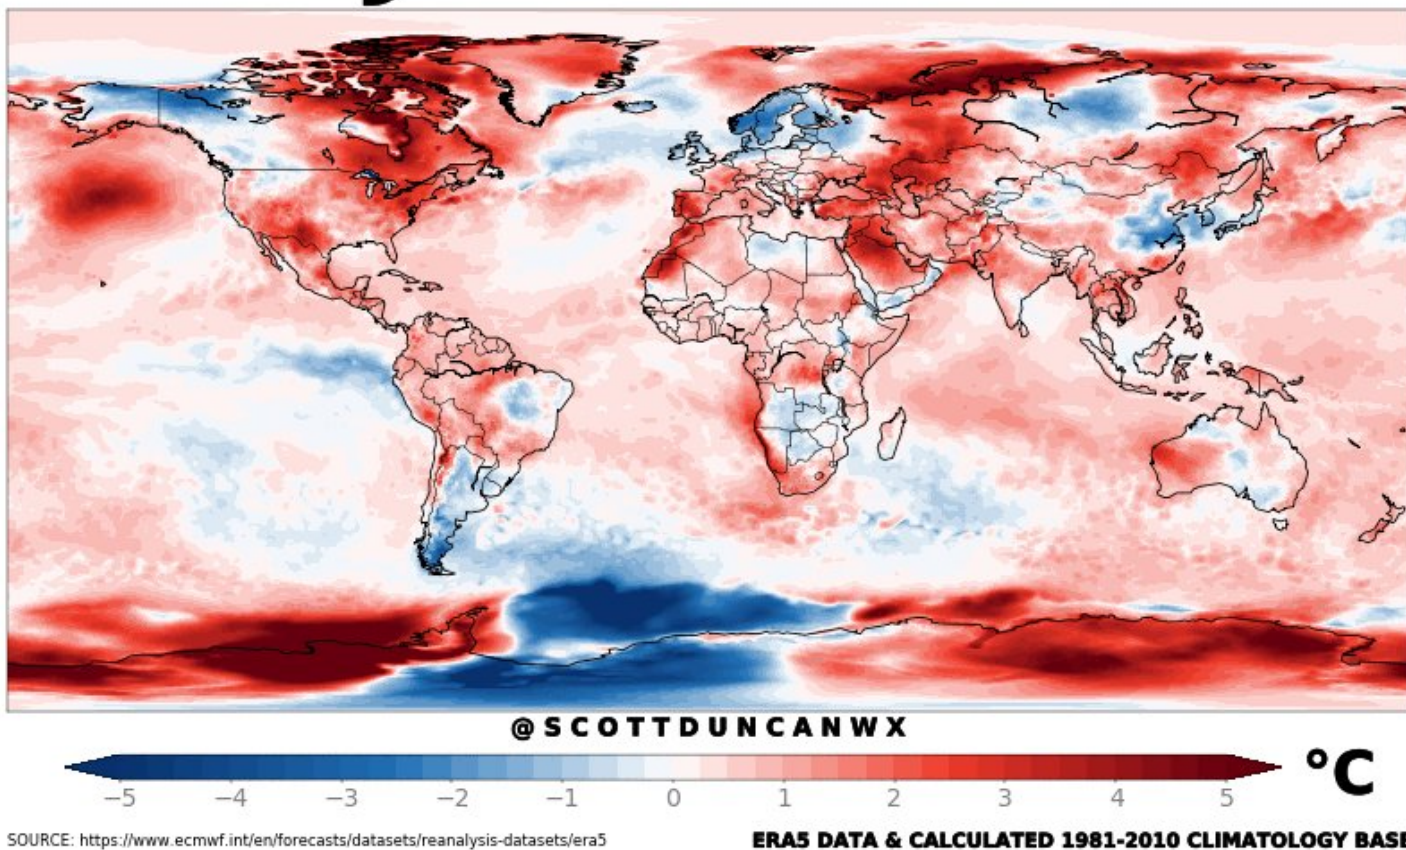 @SCOTTDUNCANWX
°C
−5 −4 −3 −2 −1 0 1 2 3 4 5
SOURCE: https://www.ecmwf.int/en/forecasts/datasets/reanalysis-datasets/era5
ERA5 DATA & CALCULATED 1981-2010 CLIMATOLOGY BASE